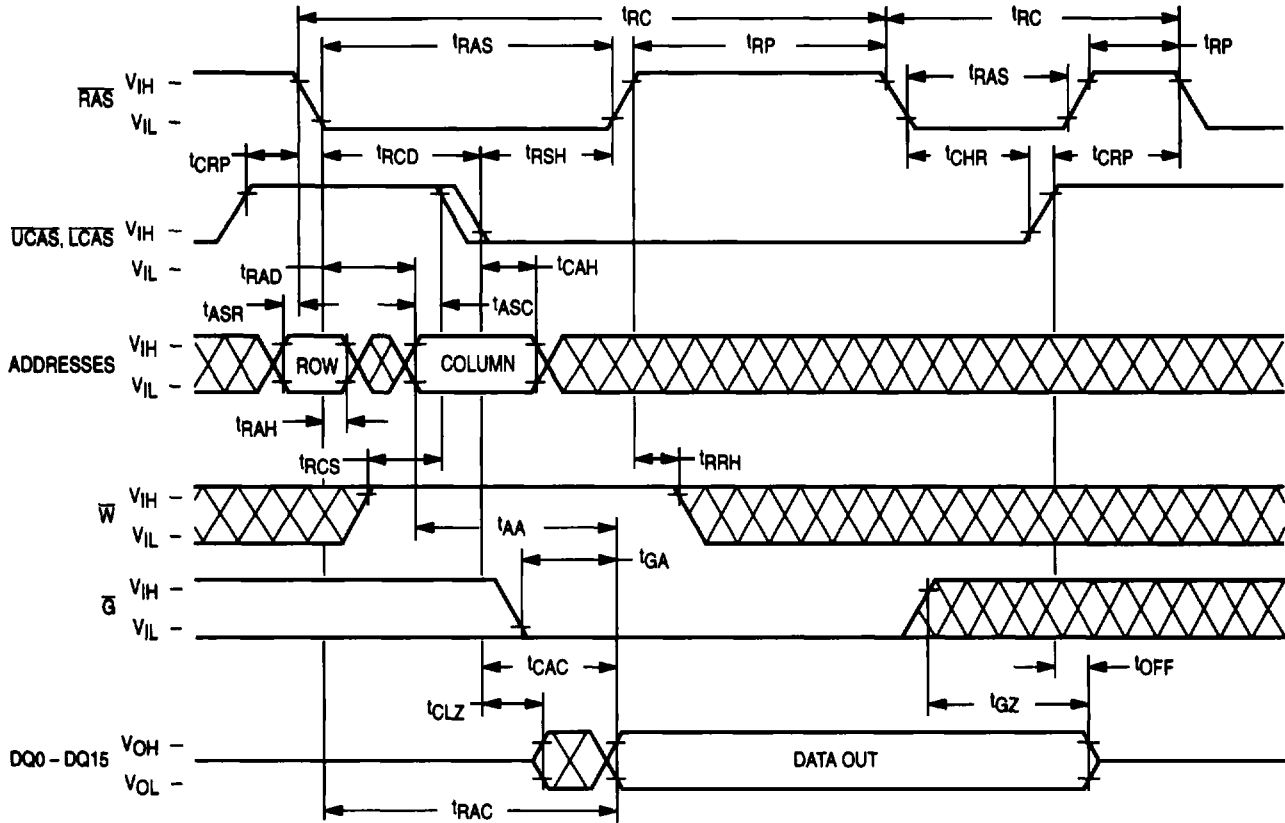 tRC tRC
tRAS tRP tRAS tRP
RAS VIH –
VIL –
tCRP tRCD tRSH tCHR tCRP
UCAS, LCAS VIH –
VIL –
tRAD tCAH
tASR tASC
ADDRESSES VIH –
VIL –
ROW COLUMN
tRAH
tRCS tRRH
W VIH –
VIL –
tAA
tGA
G VIH –
VIL –
tCAC tOFF
tCLZ tGZ
DQ0 – DQ15 VOH –
VOL –
DATA OUT
tRAC